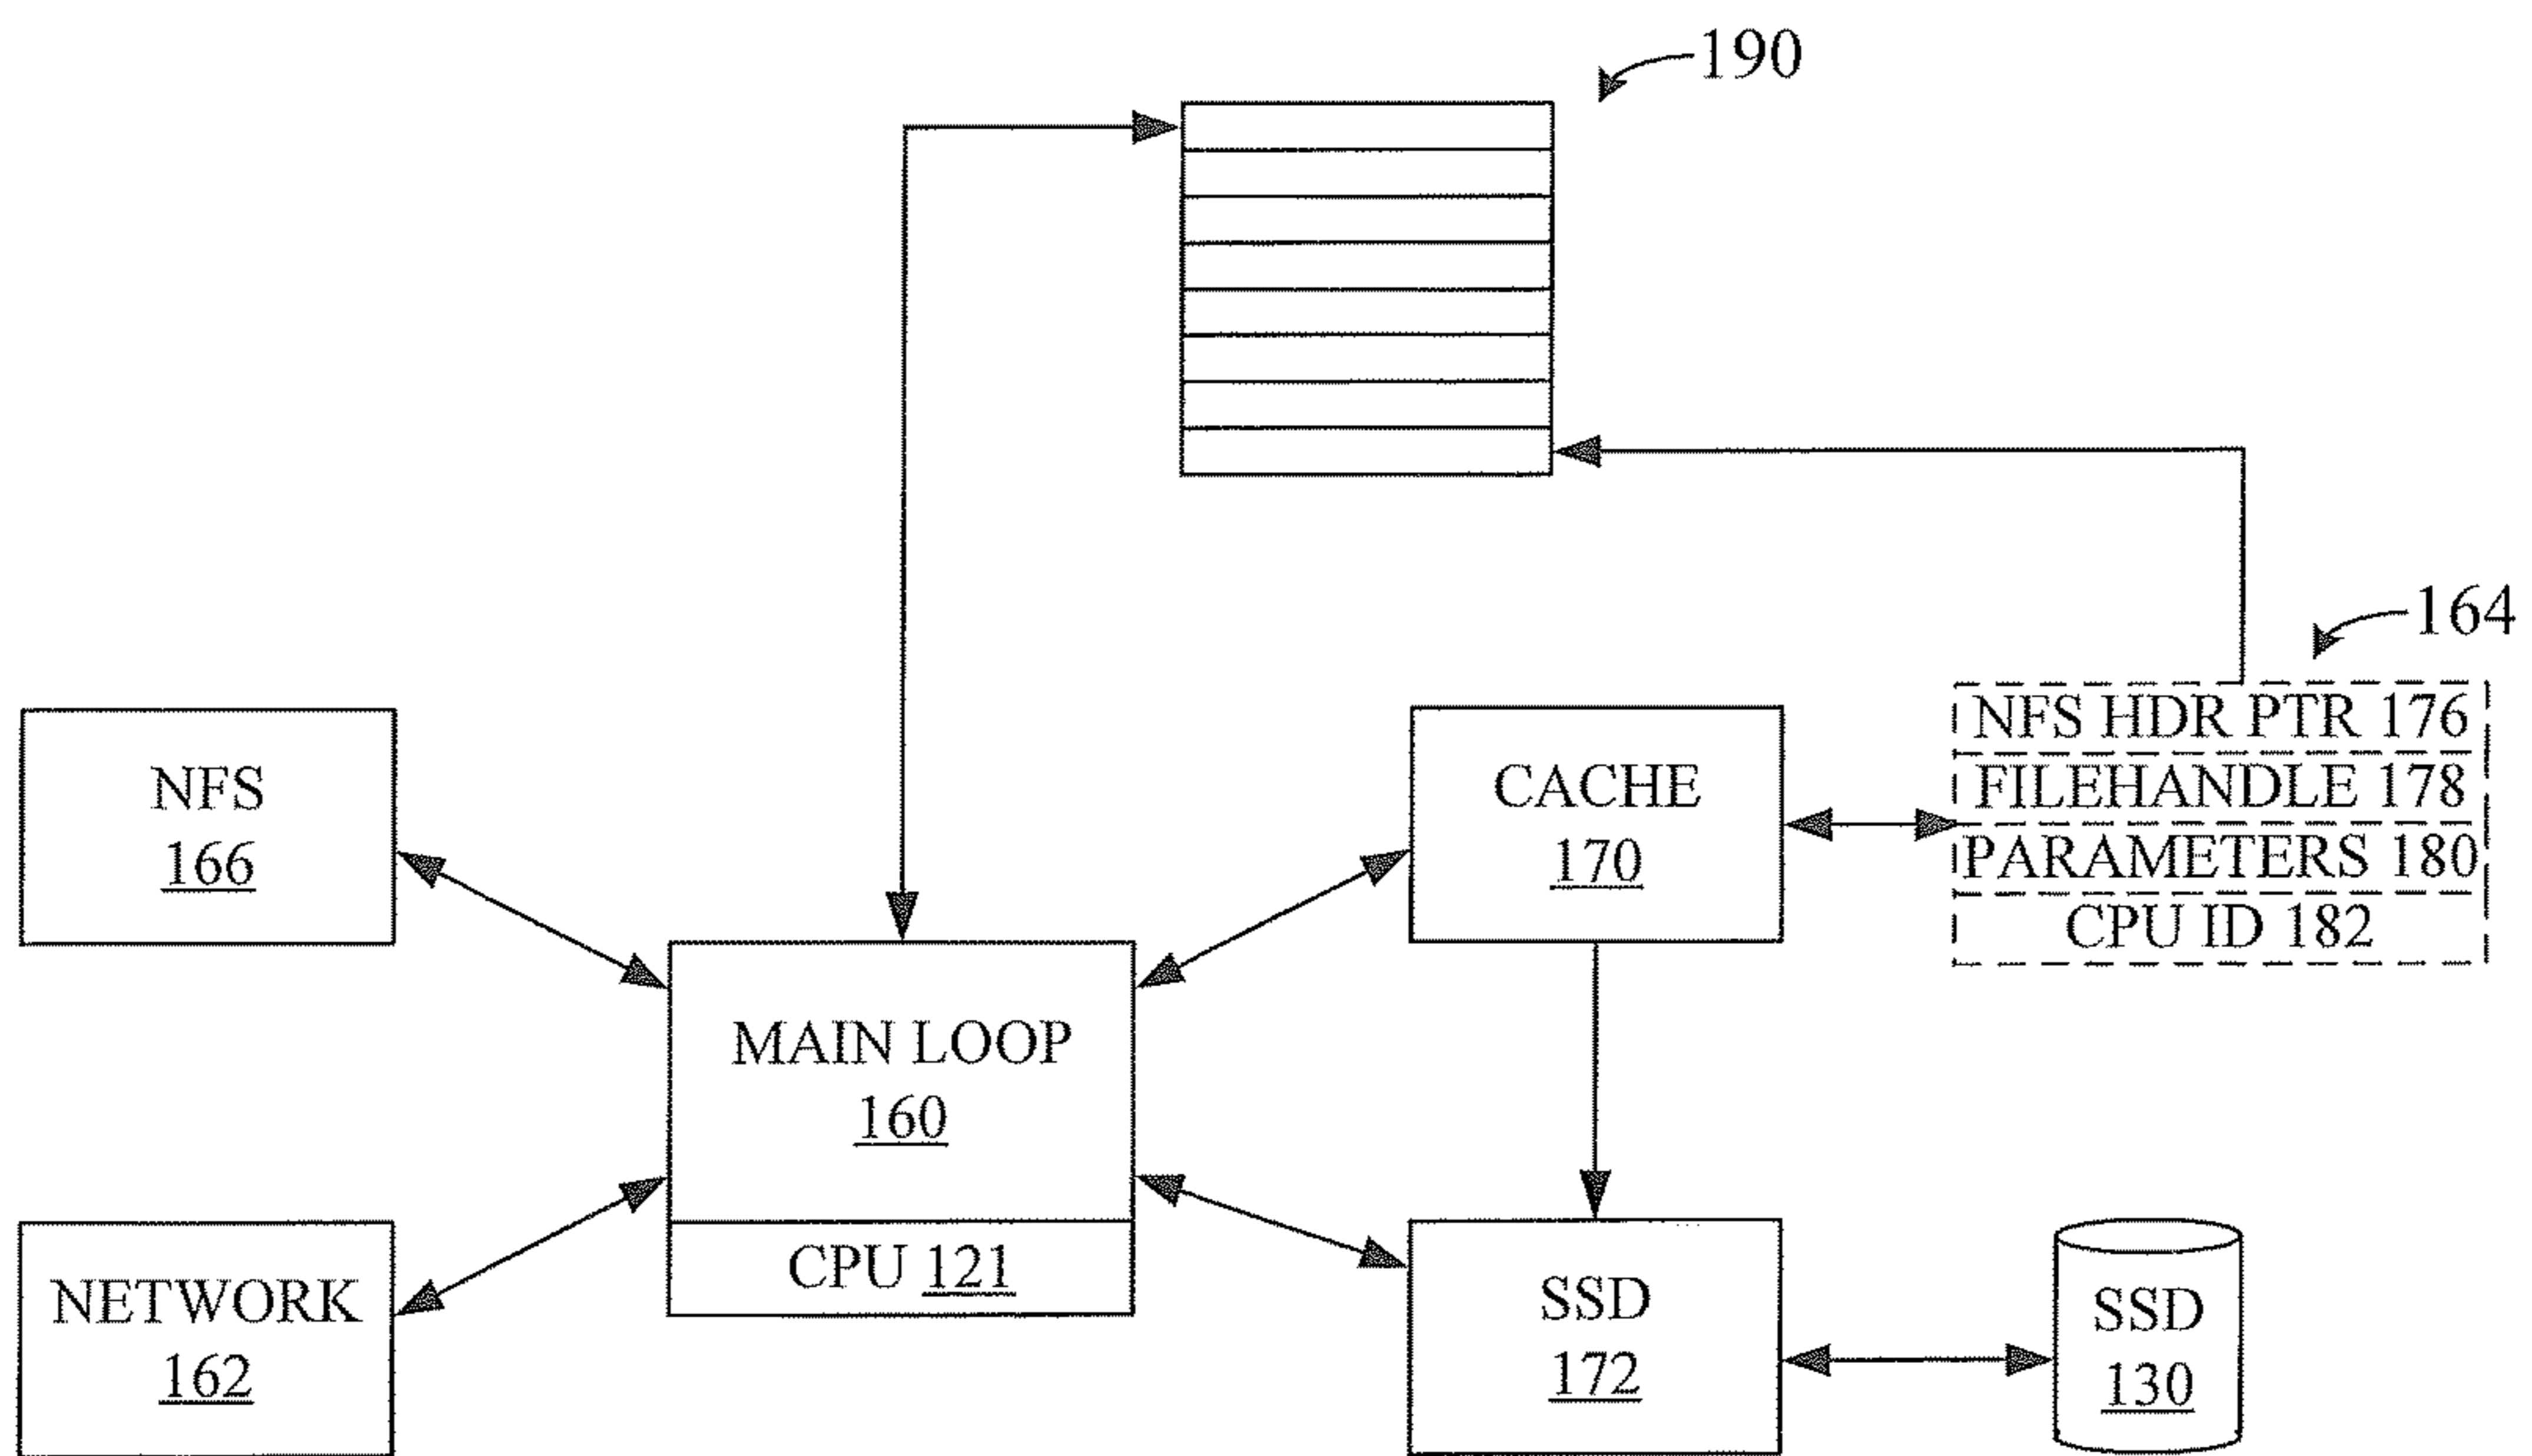 190
164
NFS HDR PTR 176
FILEHANDLE 178
PARAMETERS 180
CPU ID 182
NFS
166
CACHE
170
MAIN LOOP
160
CPU 121
NETWORK
162
SSD
172
SSD
130